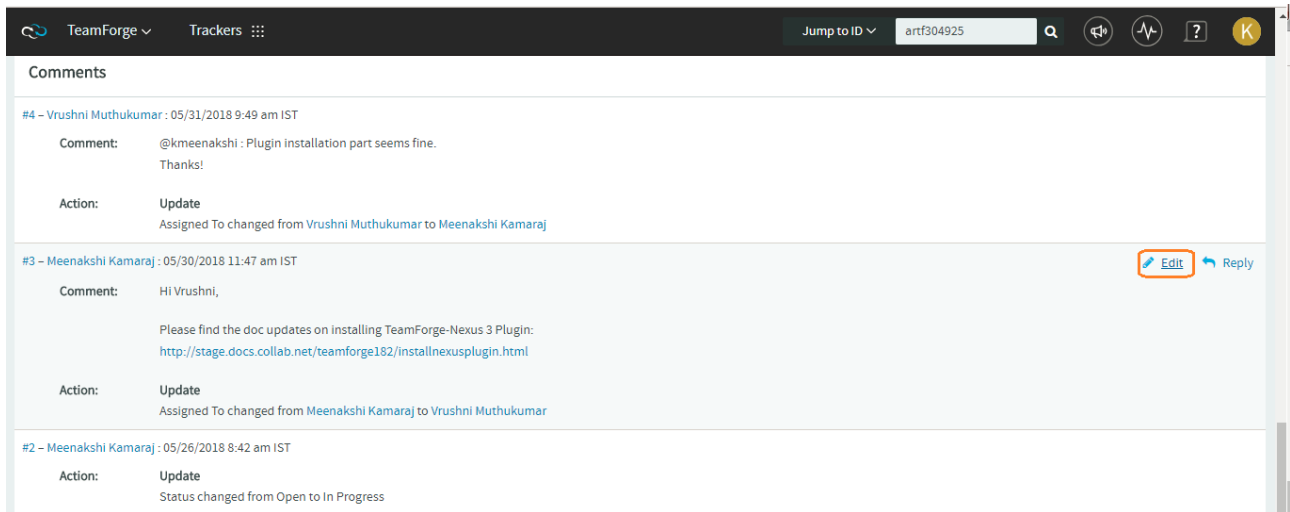 TeamForge Trackers Jump to ID artf304925 ? K
Comments
#4 – Vrushni Muthukumar : 05/31/2018 9:49 am IST
Comment: @kmeenakshi : Plugin installation part seems fine.
Thanks!
Action: Update
Assigned To changed from Vrushni Muthukumar to Meenakshi Kamaraj
#3 – Meenakshi Kamaraj : 05/30/2018 11:47 am IST Edit Reply
Comment: Hi Vrushni,
Please find the doc updates on installing TeamForge-Nexus 3 Plugin:
http://stage.docs.collab.net/teamforge182/installnexusplugin.html
Action: Update
Assigned To changed from Meenakshi Kamaraj to Vrushni Muthukumar
#2 – Meenakshi Kamaraj : 05/26/2018 8:42 am IST
Action: Update
Status changed from Open to In Progress